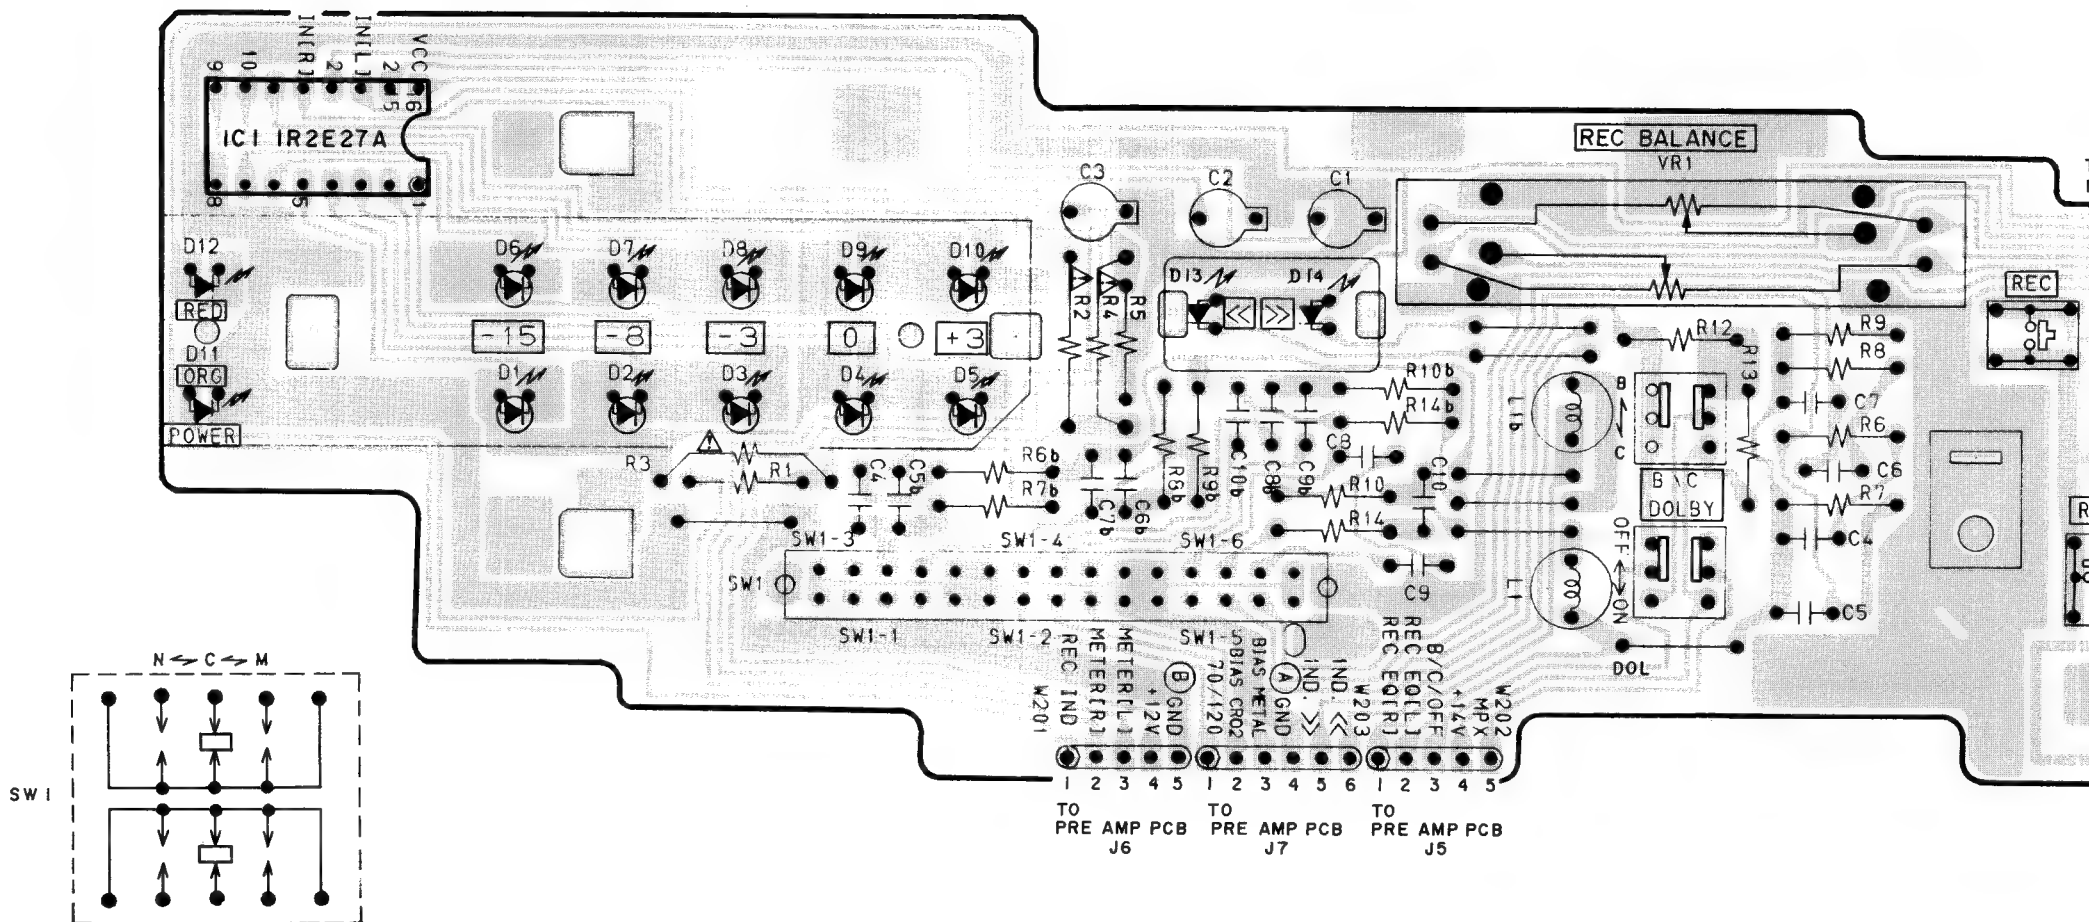 9
10
IN[R]
2
IN[L]
2
VCC
5
6
IC1 IR2E27A
8
5
1
REC BALANCE
VR1
C3
C2
C1
D12
D6
D7
D8
D9
D10
D13
D14
REC
RED
R2
R4
R5
-15
-8
-3
0
+3
<<
>>
R12
R13
R9
R8
D11
ORG
D1
D2
D3
D4
D5
R10b
R14b
L1b
B
C
C7
R6
POWER
R3
R1
C4
C5b
R6b
R7b
C7b
C6b
R8b
R9b
C10b
C8b
C9b
C8
R10
R14
C10
C6
R7
B \ C
DOLBY
C4
SW1-3
SW1-4
SW1-6
SW1
C9
L1
OFF
ON
C5
SW1-1
SW1-2
SW1-5
DOL
W201
REC IND
METER[R]
METER[L]
+12V
B GND
70/120
BIAS CRO2
BIAS METAL
A GND
IND. >>
IND. <<
W203
REC EQ[R]
REC EQ[L]
B/C/OFF
+14V
MPX
W202
1 2 3 4 5
1 2 3 4 5 6
1 2 3 4 5
TO
PRE AMP PCB
J6
TO
PRE AMP PCB
J7
TO
PRE AMP PCB
J5
N C M
SW1